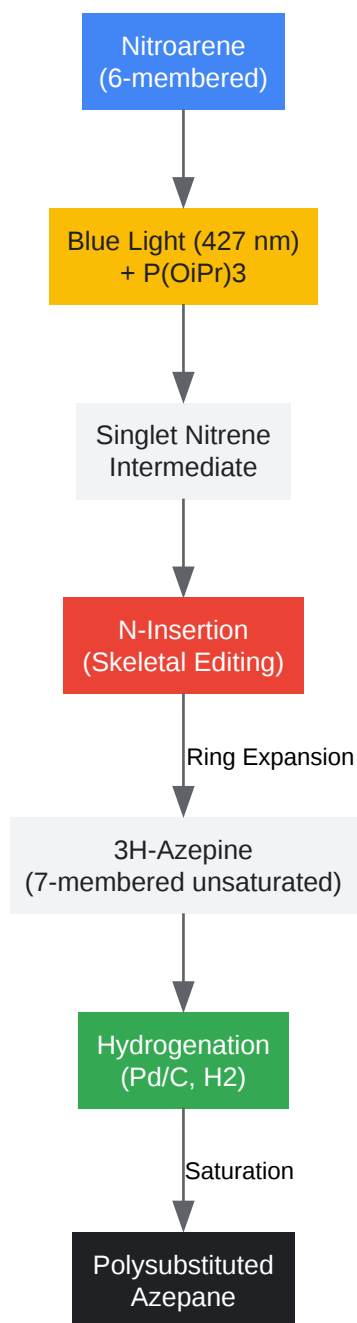 Nitroarene
(6-membered)
Blue Light (427 nm)
+ P(OiPr)3
Singlet Nitrene
Intermediate
N-Insertion
(Skeletal Editing)
Ring Expansion
3H-Azepine
(7-membered unsaturated)
Hydrogenation
(Pd/C, H2)
Saturation
Polysubstituted
Azepane